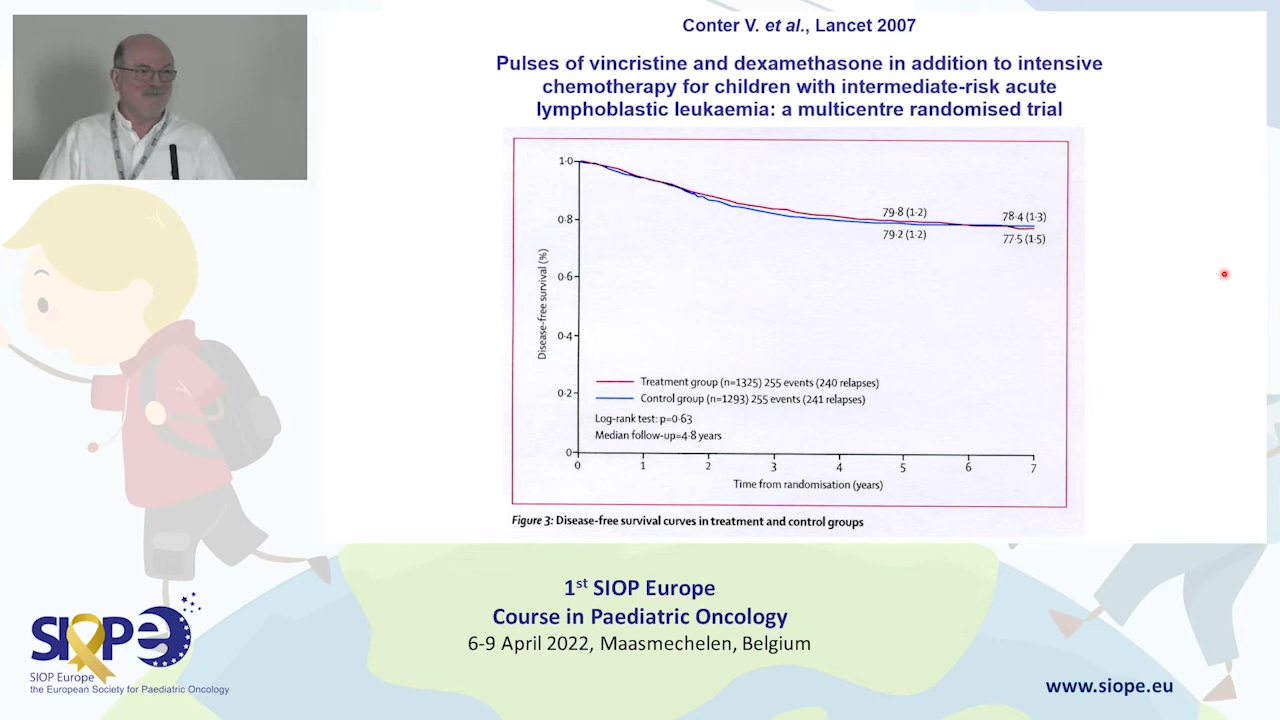 Conter V. et al., Lancet 2007
Pulses of vincristine and dexamethasone in addition to intensive
chemotherapy for children with intermediate-risk acute
lymphoblastic leukaemia: a multicentre randomised trial
1·0
0·8
0·6
0·4
0·2
0
Disease-free survival (%)
79·8 (1·2)
78·4 (1·3)
79·2 (1·2)
77·5 (1·5)
Treatment group (n=1325) 255 events (240 relapses)
Control group (n=1293) 255 events (241 relapses)
Log-rank test: p=0·63
Median follow-up=4·8 years
0 1 2 3 4 5 6 7
Time from randomisation (years)
Figure 3: Disease-free survival curves in treatment and control groups
1st SIOP Europe
Course in Paediatric Oncology
6-9 April 2022, Maasmechelen, Belgium
SIOPe
SIOP Europe
the European Society for Paediatric Oncology
www.siope.eu